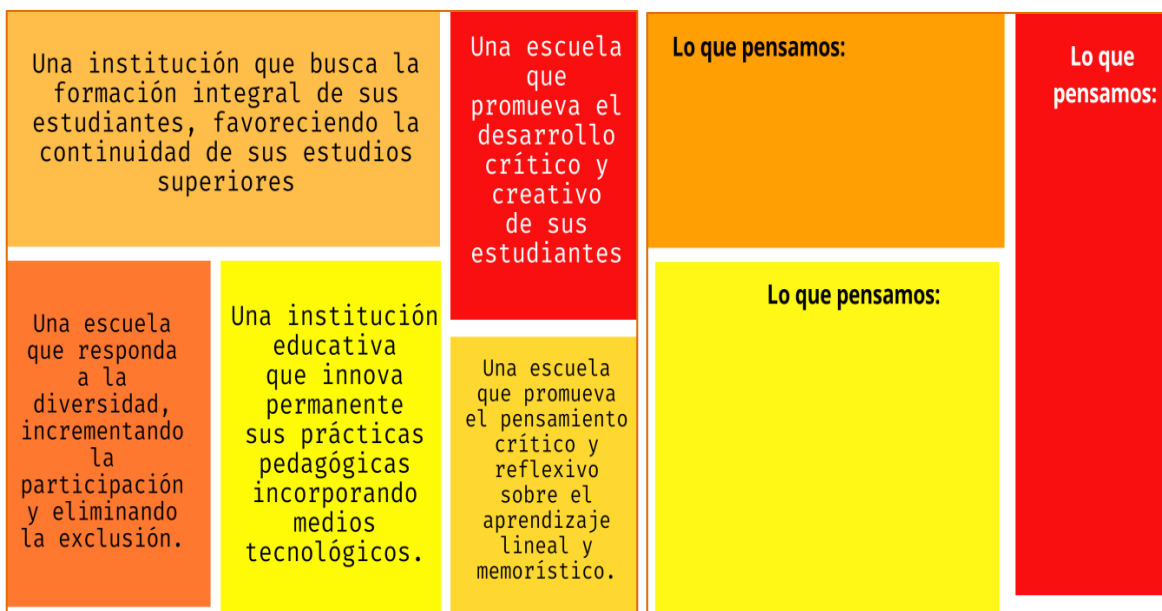 Una institución que busca la
formación integral de sus
estudiantes, favoreciendo la
continuidad de sus estudios
superiores
Una escuela
que
promueva el
desarrollo
crítico y
creativo
de sus
estudiantes
Una escuela
que responda
a la
diversidad,
incrementando
la
participación
y eliminando
la exclusión.
Una institución
educativa
que innova
permanente
sus prácticas
pedagógicas
incorporando
medios
tecnológicos.
Una escuela
que promueva
el pensamiento
crítico y
reflexivo
sobre el
aprendizaje
lineal y
memorístico.
Lo que pensamos:
Lo que
pensamos:
Lo que pensamos: